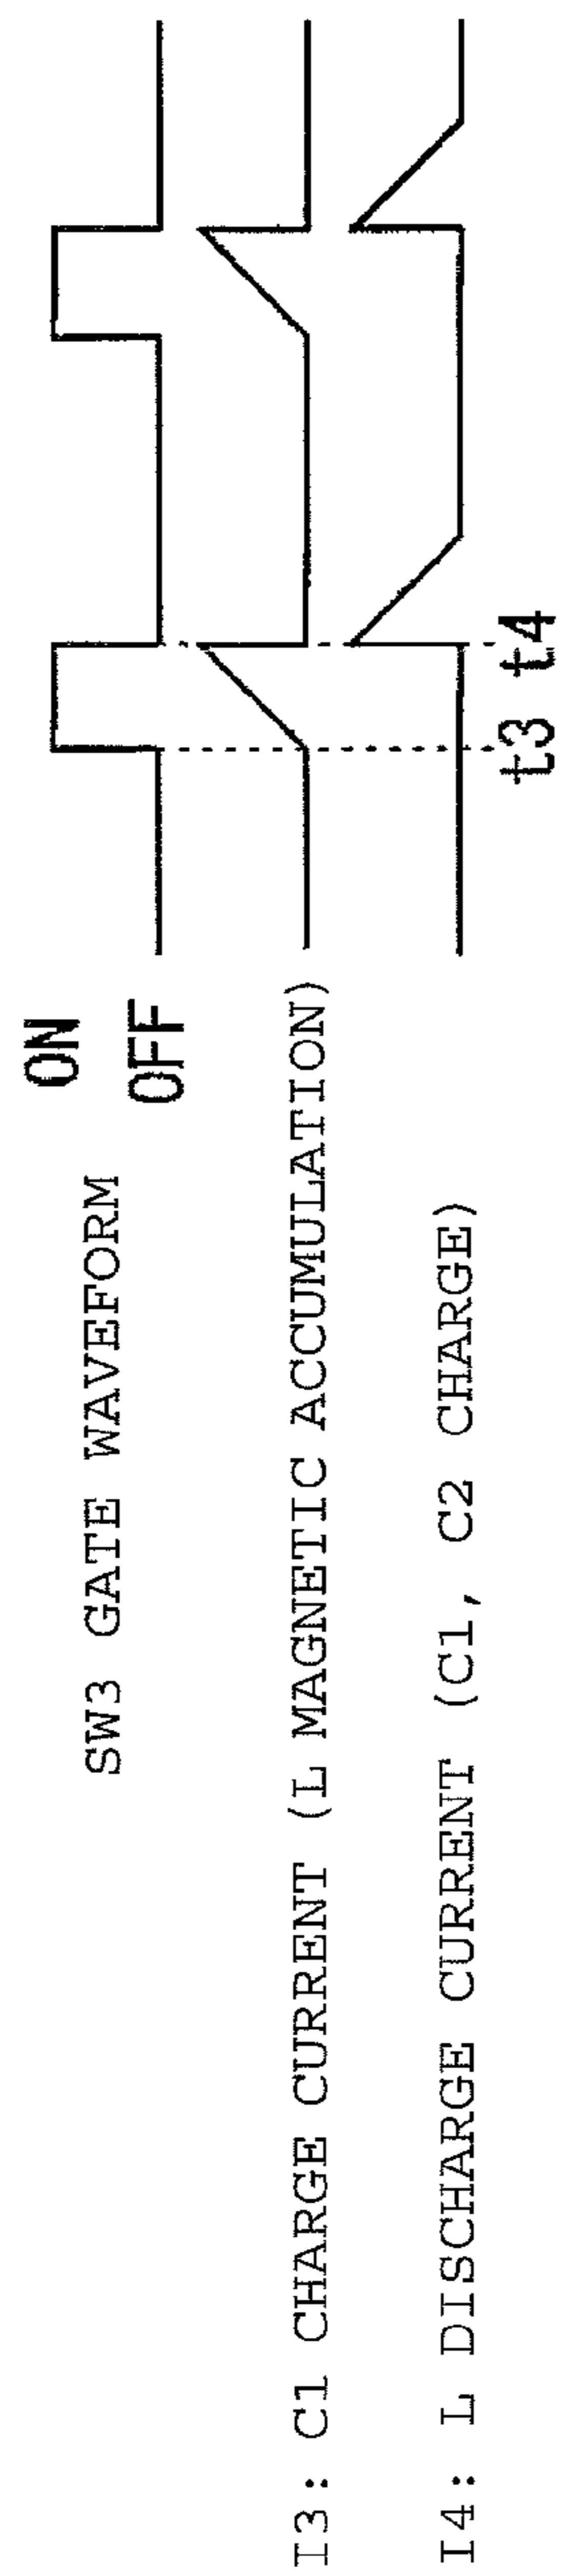 ON
OFF
SW3 GATE WAVEFORM
I3: C1 CHARGE CURRENT (L MAGNETIC ACCUMULATION)
I4: L DISCHARGE CURRENT (C1, C2 CHARGE)
t3 t4